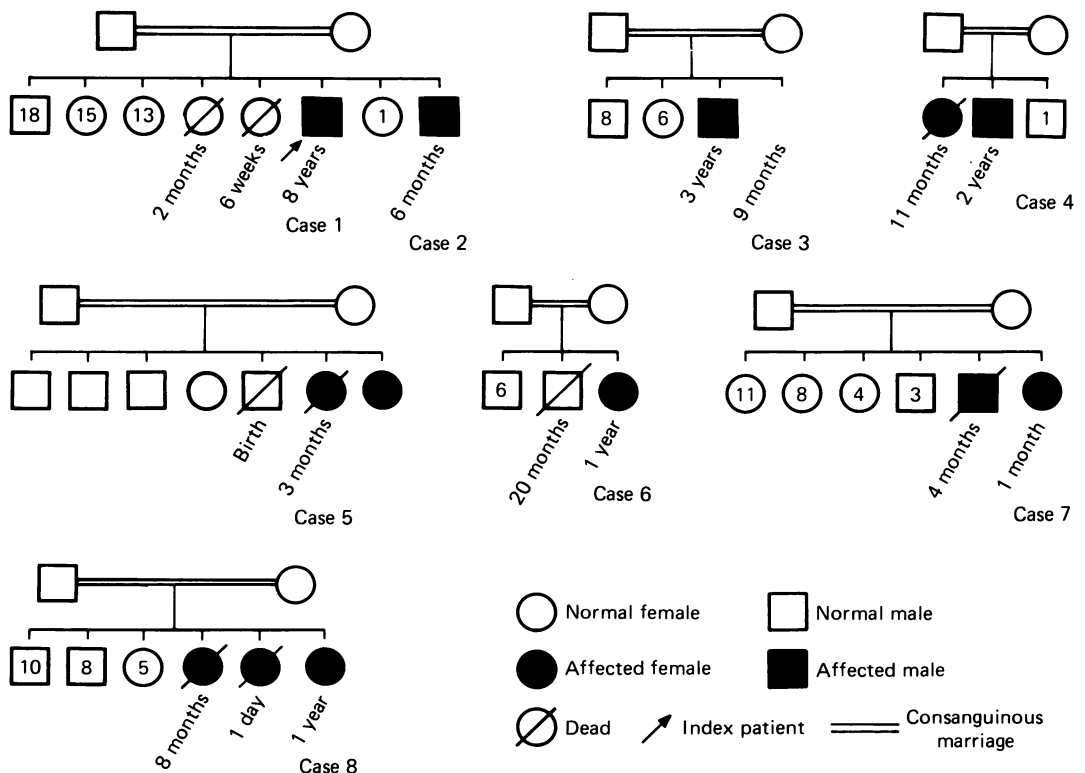 18 15 13 1
2 months 6 weeks 8 years 6 months
Case 1
Case 2
8 6
3 years 9 months
Case 3
1
11 months 2 years
Case 4
Birth 3 months
Case 5
6
20 months 1 year
Case 6
11 8 4 3
4 months 1 month
Case 7
10 8 5
8 months 1 day 1 year
Case 8
Normal female
Normal male
Affected female
Affected male
Dead
Index patient
Consanguinous
marriage